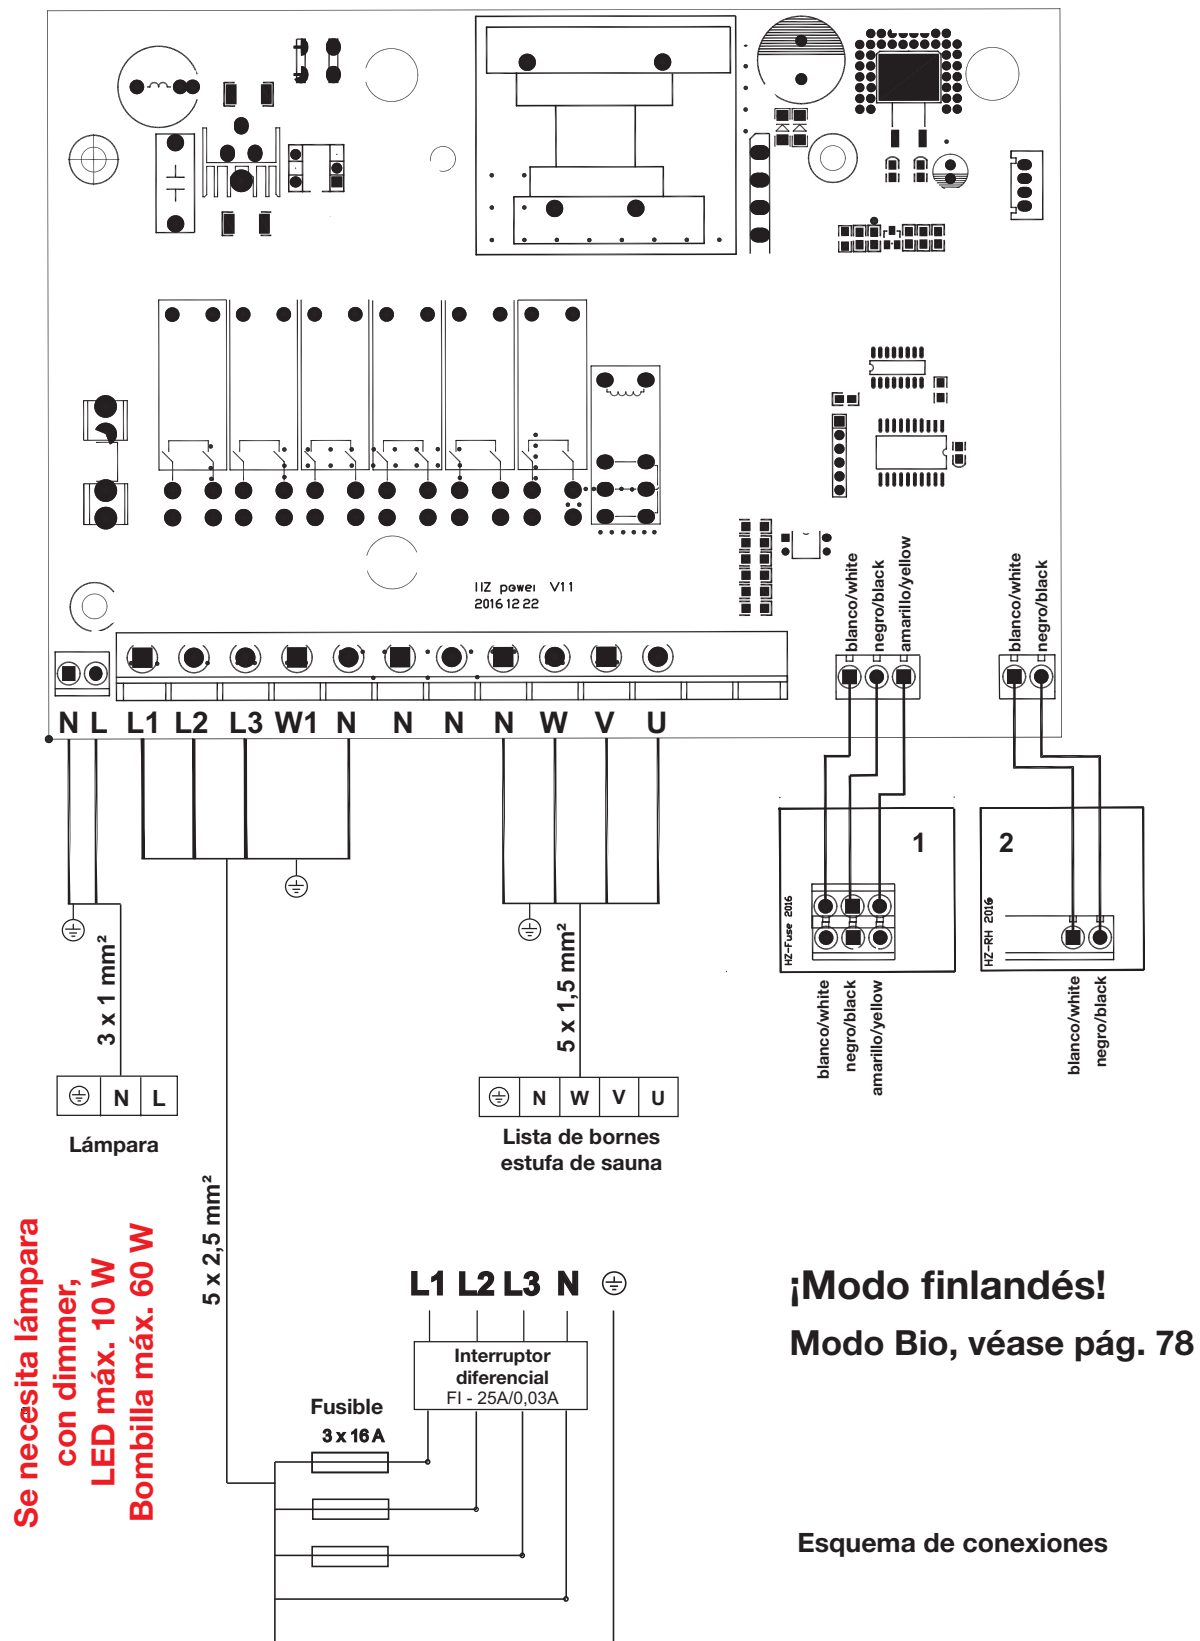 HZ power V11
2016 12 22
blanco/white
negro/black
amarillo/yellow
blanco/white
negro/black
N L L1 L2 L3 W1 N N N N W V U
1
2
HZ-Fuse 2016
HZ-RH 2016
blanco/white
negro/black
amarillo/yellow
blanco/white
negro/black
3 x 1 mm²
5 x 1,5 mm²
N L
Lámpara
N W V U
Lista de bornes
estufa de sauna
5 x 2,5 mm²
Se necesita lámpara
con dimmer,
LED máx. 10 W
Bombilla máx. 60 W
L1 L2 L3 N
Interruptor
diferencial
FI - 25A/0,03A
Fusible
3 x 16 A
¡Modo finlandés!
Modo Bio, véase pág. 78
Esquema de conexiones